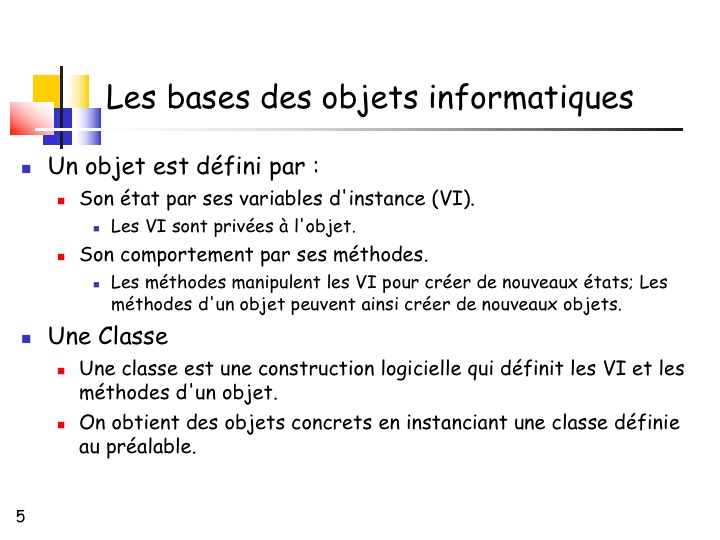 Les bases des objets informatiques
Un objet est défini par :
Son état par ses variables d'instance (VI).
Les VI sont privées à l'objet.
Son comportement par ses méthodes.
Les méthodes manipulent les VI pour créer de nouveaux états; Les
méthodes d'un objet peuvent ainsi créer de nouveaux objets.
Une Classe
Une classe est une construction logicielle qui définit les VI et les
méthodes d'un objet.
On obtient des objets concrets en instanciant une classe définie
au préalable.
5